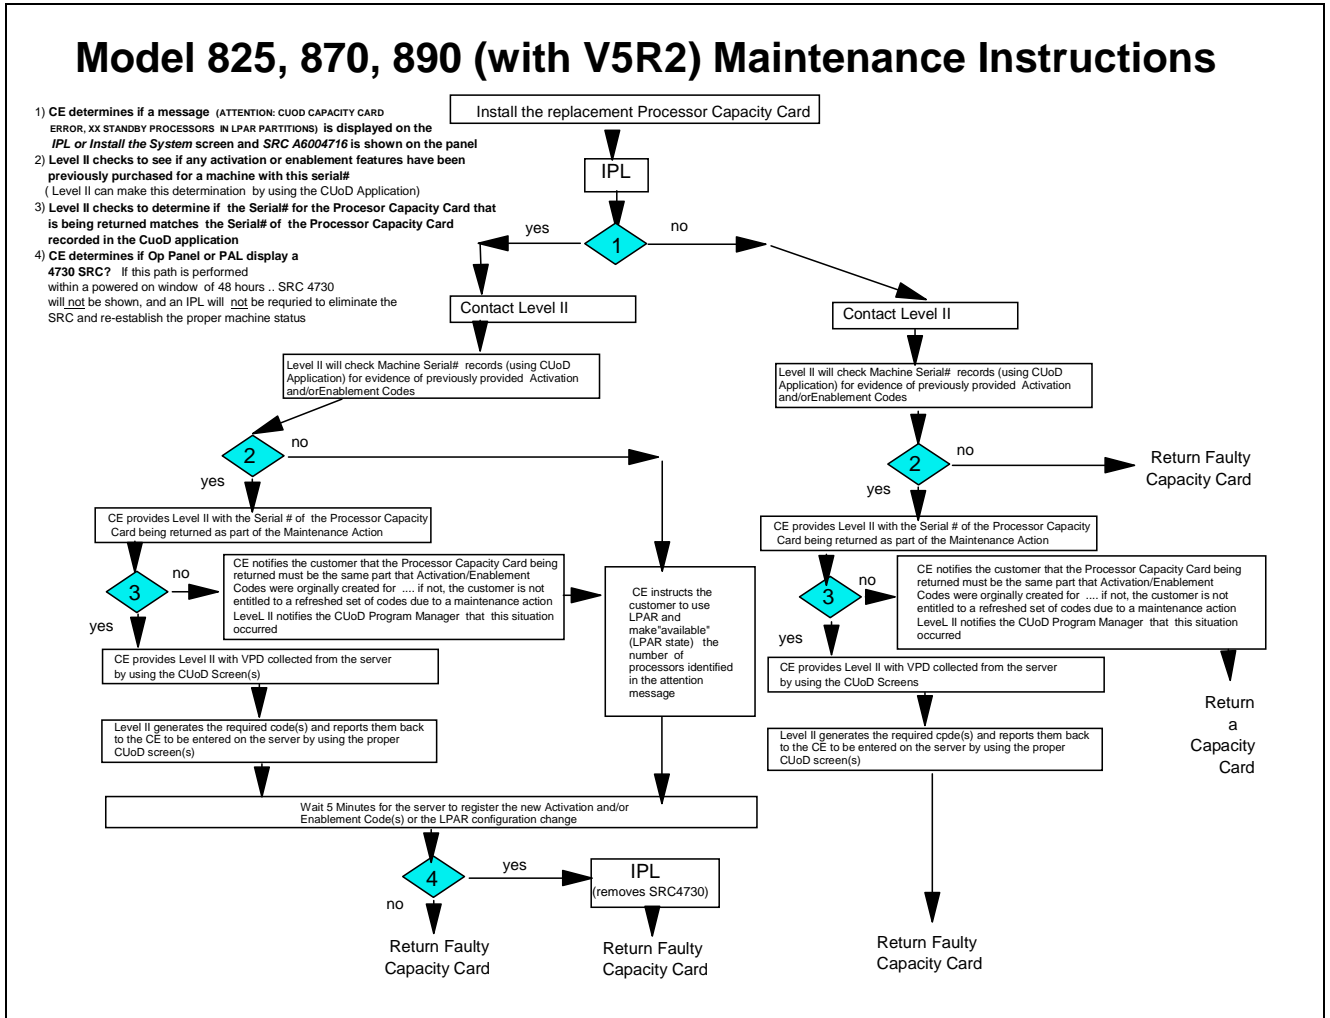 Model 825, 870, 890 (with V5R2) Maintenance Instructions
1) CE determines if a message (ATTENTION: CUOD CAPACITY CARD
ERROR, XX STANDBY PROCESSORS IN LPAR PARTITIONS) is displayed on the
IPL or Install the System screen and SRC A6004716 is shown on the panel
2) Level II checks to see if any activation or enablement features have been
previously purchased for a machine with this serial#
( Level II can make this determination by using the CUoD Application)
3) Level II checks to determine if the Serial# for the Procesor Capacity Card that
is being returned matches the Serial# of the Processor Capacity Card
recorded in the CuoD application
4) CE determines if Op Panel or PAL display a
4730 SRC? If this path is performed
within a powered on window of 48 hours .. SRC 4730
will not be shown, and an IPL will not be requried to eliminate the
SRC and re-establish the proper machine status
Install the replacement Processor Capacity Card
IPL
1
yes
no
Contact Level II
Contact Level II
Level II will check Machine Serial# records (using CUoD
Application) for evidence of previously provided Activation
and/orEnablement Codes
Level II will check Machine Serial# records (using CUoD
Application) for evidence of previously provided Activation
and/orEnablement Codes
2
no
yes
2
no
yes
Return Faulty
Capacity Card
CE provides Level II with the Serial # of the Processor Capacity
Card being returned as part of the Maintenance Action
CE provides Level II with the Serial # of the Processor Capacity
Card being returned as part of the Maintenance Action
3
no
yes
CE notifies the customer that the Processor Capacity Card being
returned must be the same part that Activation/Enablement
Codes were orginally created for .... if not, the customer is not
entitled to a refreshed set of codes due to a maintenance action
LeveL II notifies the CUoD Program Manager that this situation
occurred
CE instructs the
customer to use
LPAR and
make"available"
(LPAR state) the
number of
processors identified
in the attention
message
3
no
yes
CE notifies the customer that the Processor Capacity Card being
returned must be the same part that Activation/Enablement
Codes were orginally created for .... if not, the customer is not
entitled to a refreshed set of codes due to a maintenance action
LeveL II notifies the CUoD Program Manager that this situation
occurred
CE provides Level II with VPD collected from the server
by using the CUoD Screen(s)
CE provides Level II with VPD collected from the server
by using the CUoD Screens
Return
a
Capacity
Card
Level II generates the required code(s) and reports them back
to the CE to be entered on the server by using the proper
CUoD screen(s)
Level II generates the required cpde(s) and reports them back
to the CE to be entered on the server by using the proper
CUoD screen(s)
Wait 5 Minutes for the server to register the new Activation and/or
Enablement Code(s) or the LPAR configuration change
4
yes
no
IPL
(removes SRC4730)
Return Faulty
Capacity Card
Return Faulty
Capacity Card
Return Faulty
Capacity Card